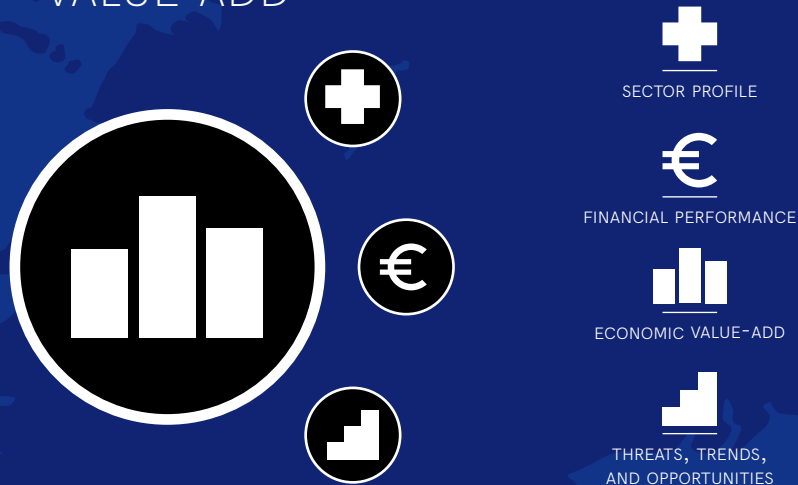 VALUE-ADD
SECTOR PROFILE
€
FINANCIAL PERFORMANCE
€
ECONOMIC VALUE-ADD
THREATS, TRENDS,
AND OPPORTUNITIES